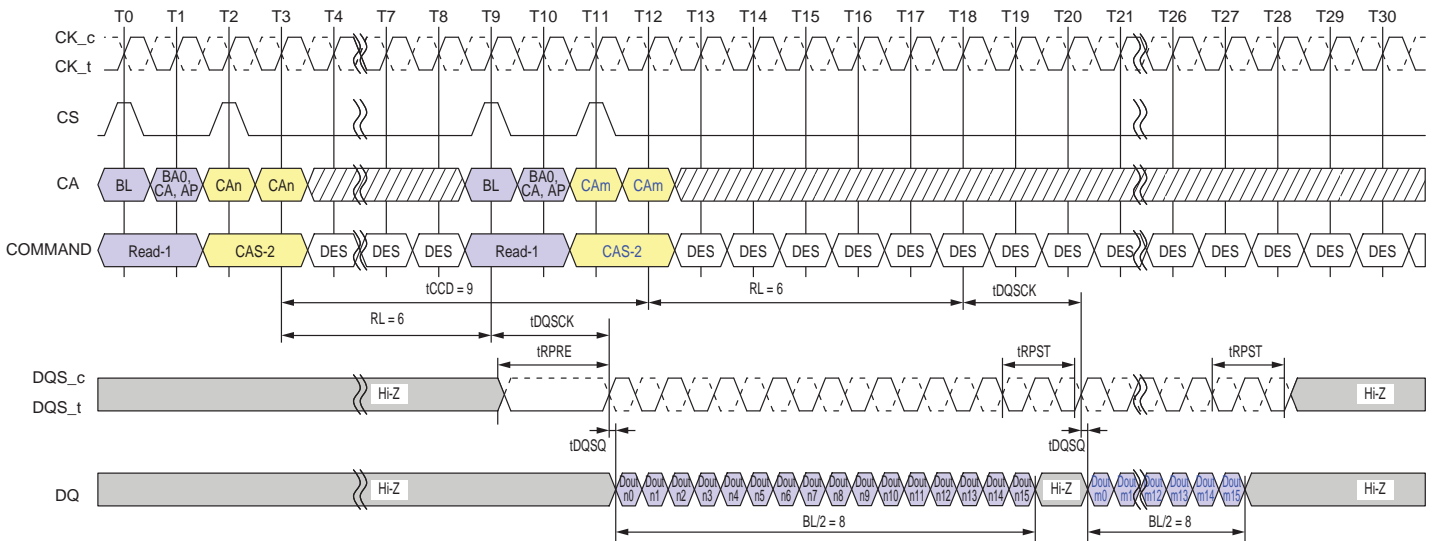 T0 T1 T2 T3 T4 T7 T8 T9 T10 T11 T12 T13 T14 T15 T16 T17 T18 T19 T20 T21 T26 T27 T28 T29 T30
CK_c
CK_t
CS
CA BL BA0, CA, AP CAn CAn BL BA0, CA, AP CAm CAm
COMMAND Read-1 CAS-2 DES DES DES Read-1 CAS-2 DES DES DES DES DES DES DES DES DES DES DES DES DES DES
tCCD = 9 RL = 6 tDQSCK
RL = 6 tDQSCK
tRPRE tRPST tRPST
DQS_c
DQS_t
Hi-Z Hi-Z
tDQSQ tDQSQ
DQ Hi-Z Dout n0 Dout n1 Dout n2 Dout n3 Dout n4 Dout n5 Dout n6 Dout n7 Dout n8 Dout n9 Dout n10 Dout n11 Dout n12 Dout n13 Dout n14 Dout n15 Hi-Z Dout m0 Dout m1 Dout m12 Dout m13 Dout m14 Dout m15 Hi-Z
BL/2 = 8 BL/2 = 8